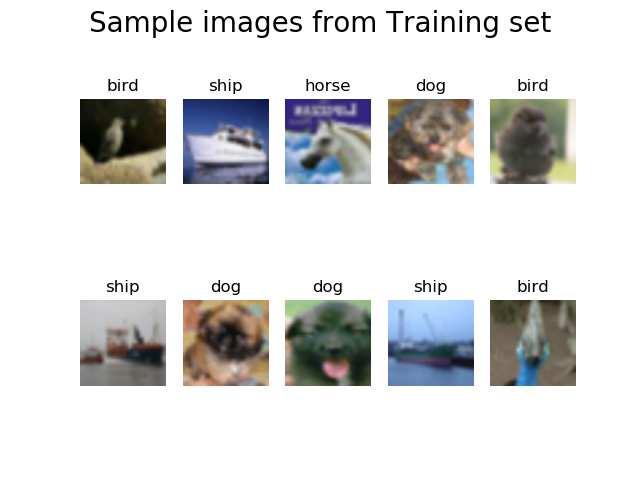 Sample images from Training set
bird ship horse dog bird
ship dog dog ship bird